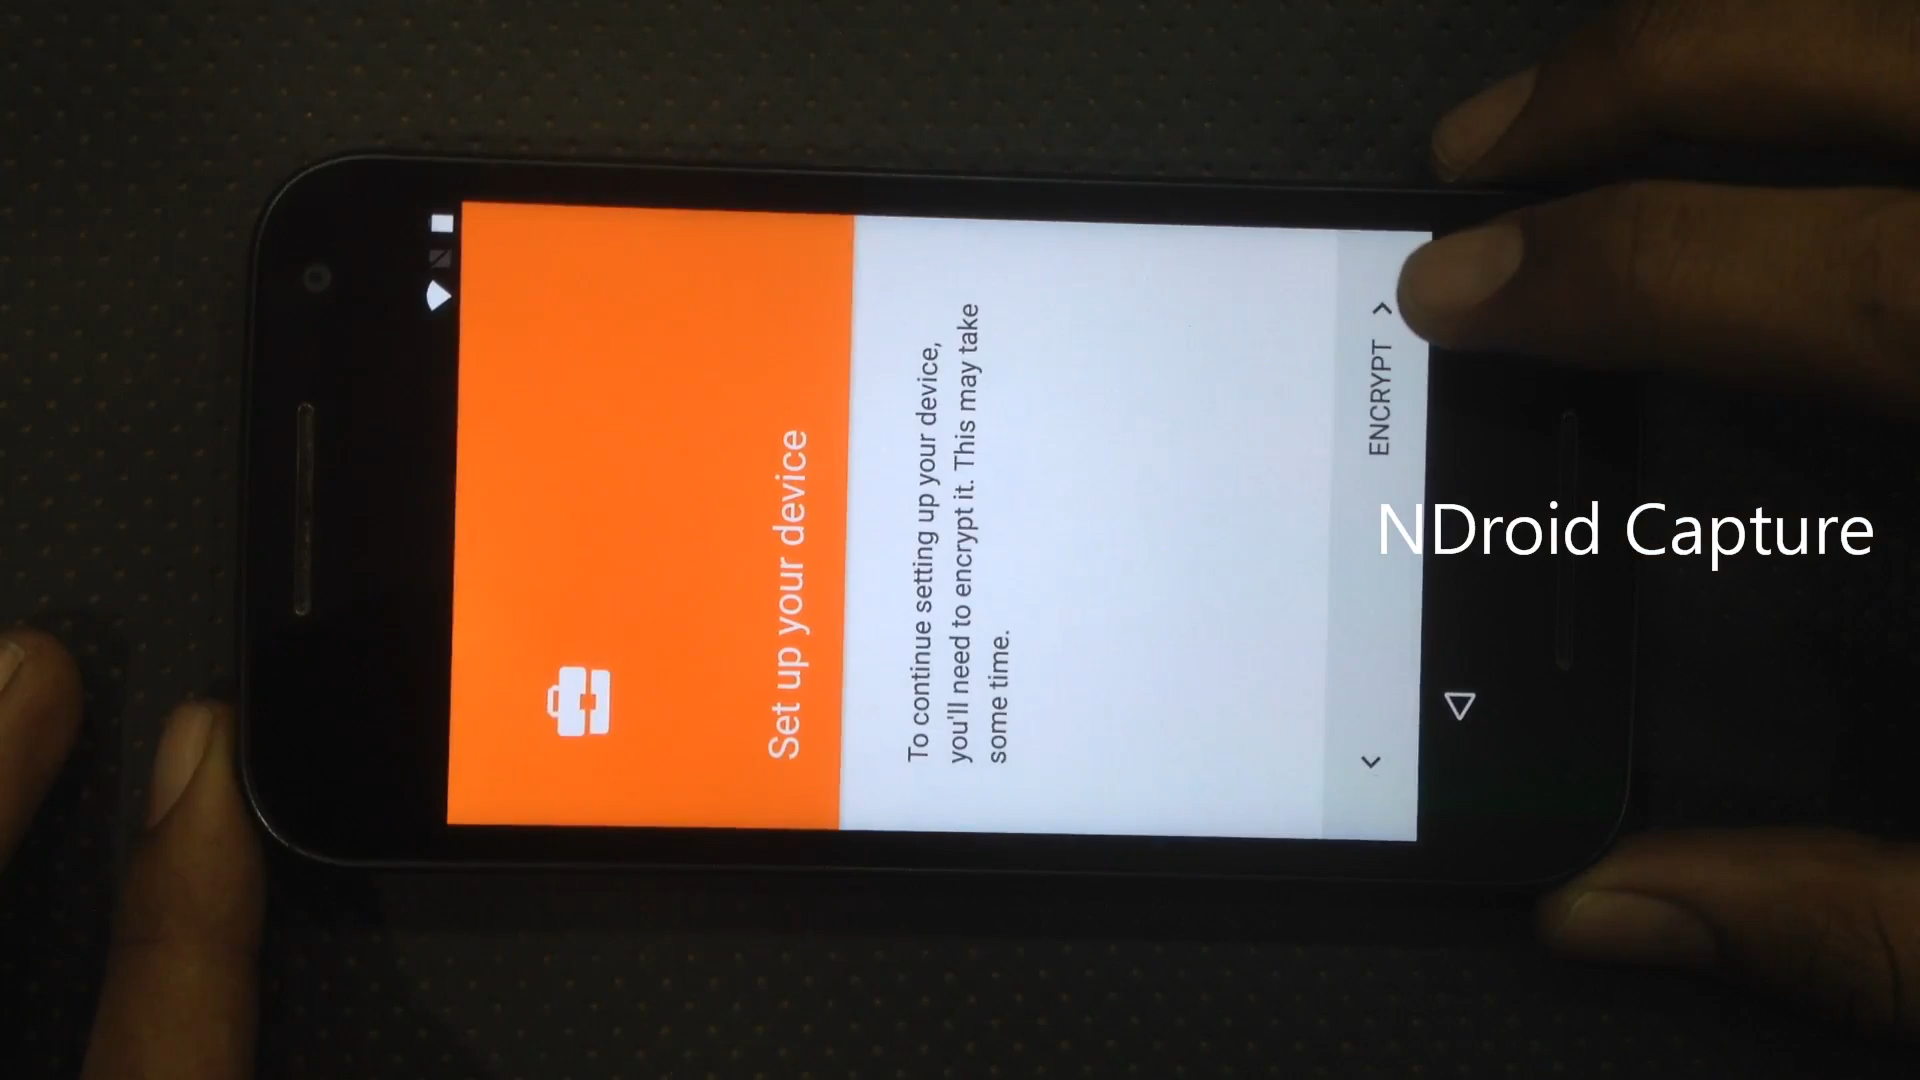 Set up your device
To continue setting up your device,
you'll need to encrypt it. This may take
some time.
ENCRYPT
NDroid Capture